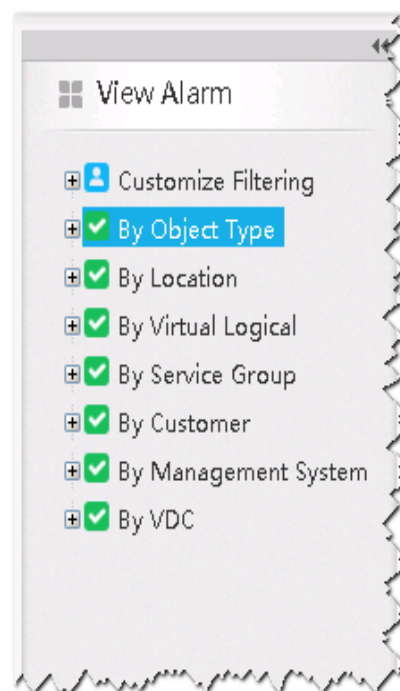 View Alarm
Customize Filtering
By Object Type
By Location
By Virtual Logical
By Service Group
By Customer
By Management System
By VDC